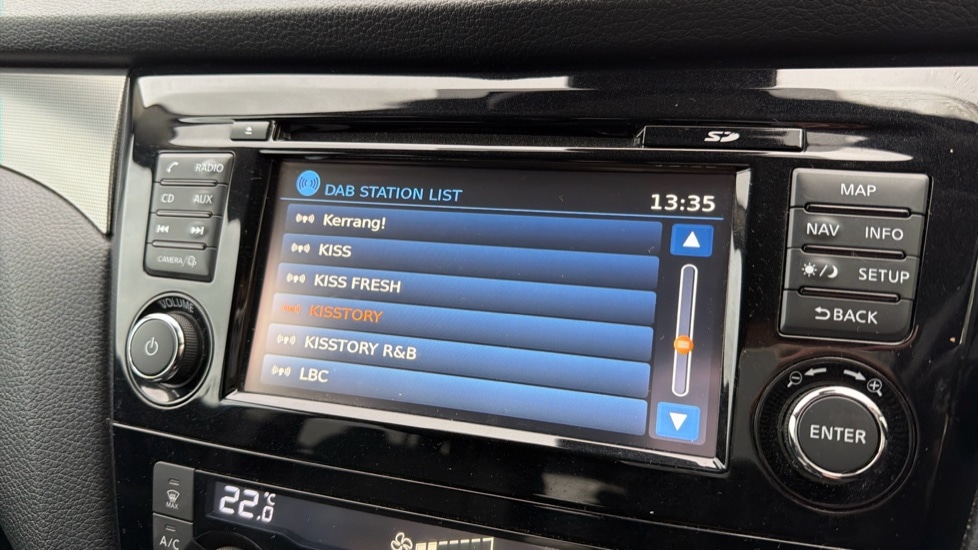 SD
RADIO
CD AUX
CAMERA/
VOLUME
DAB STATION LIST 13:35
Kerrang!
KISS
KISS FRESH
KISSTORY
KISSTORY R&B
LBC
MAP
NAV INFO
SETUP
BACK
ENTER
MAX
A/C
22.0°C